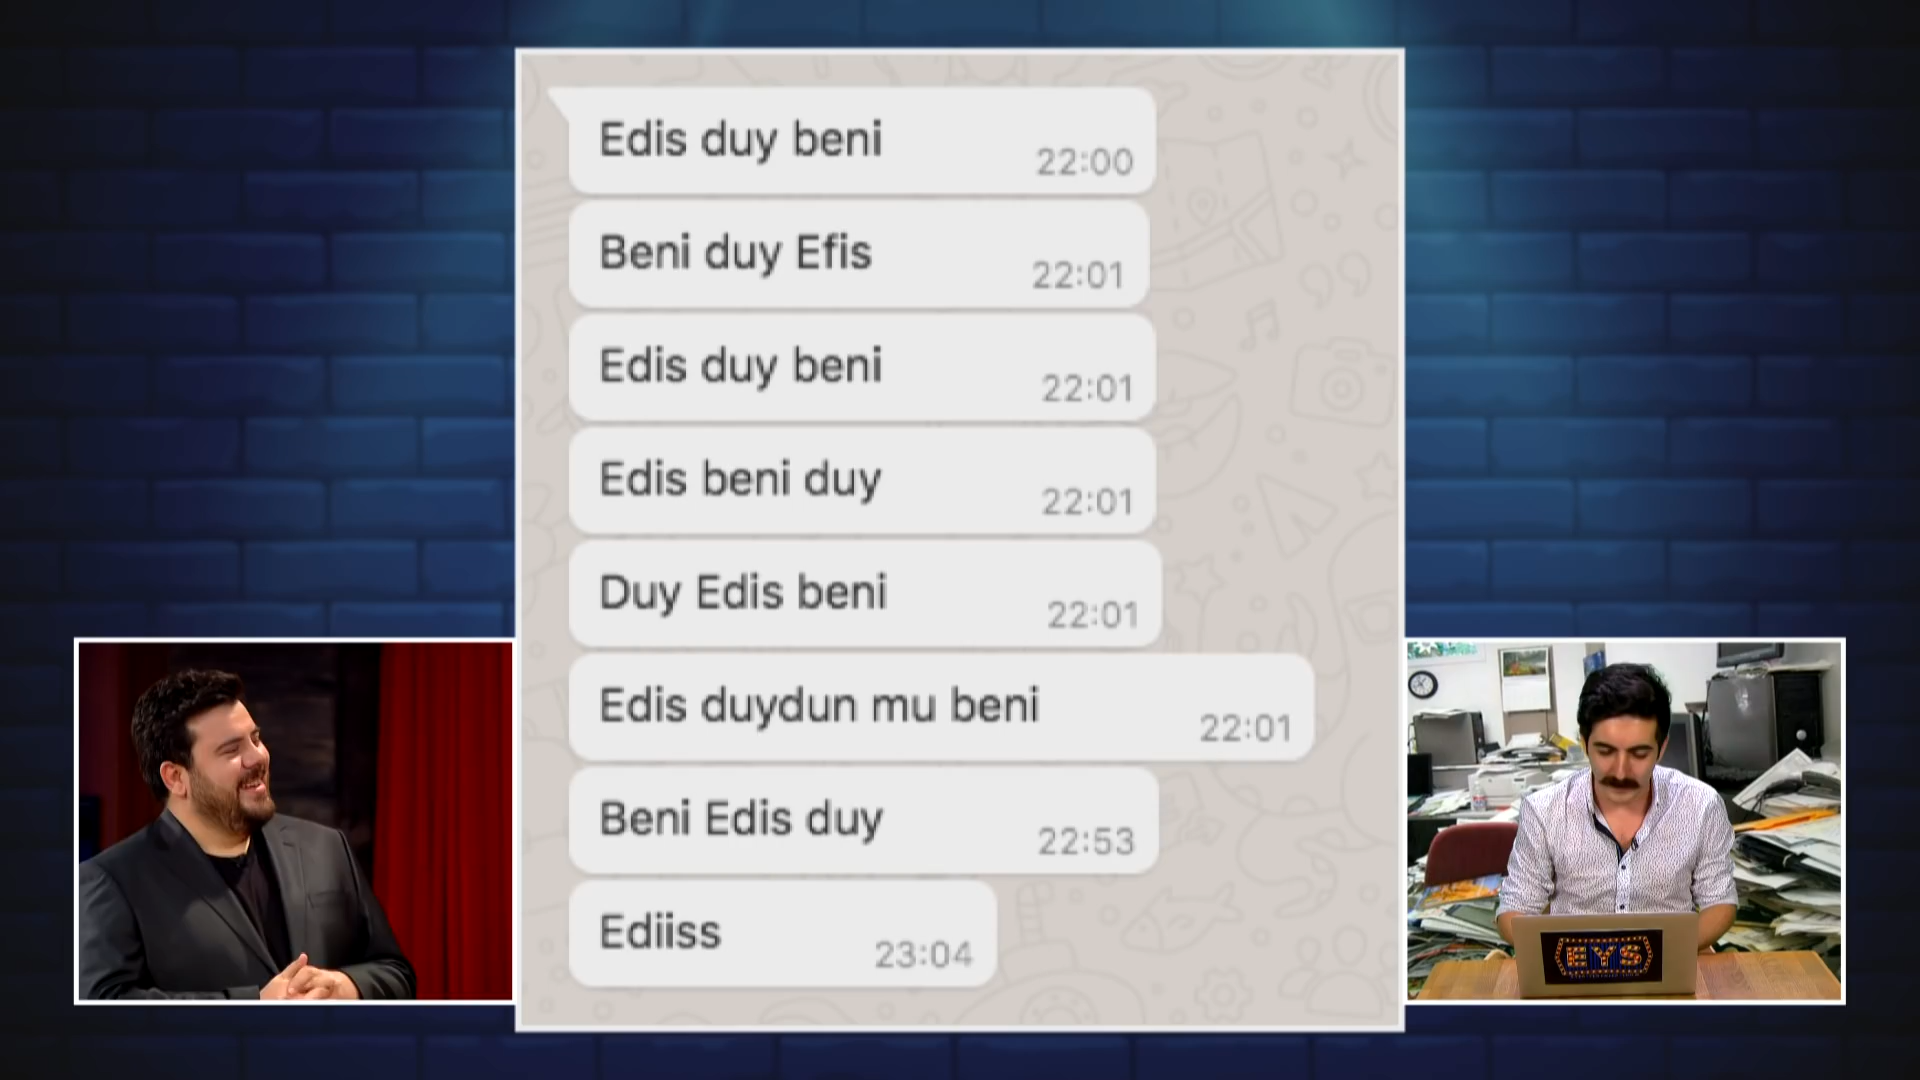 Edis duy beni
22:00
Beni duy Efis
22:01
Edis duy beni
22:01
Edis beni duy
22:01
Duy Edis beni
22:01
Edis duydun mu beni
22:01
Beni Edis duy
22:53
Ediiss
23:04
EYS